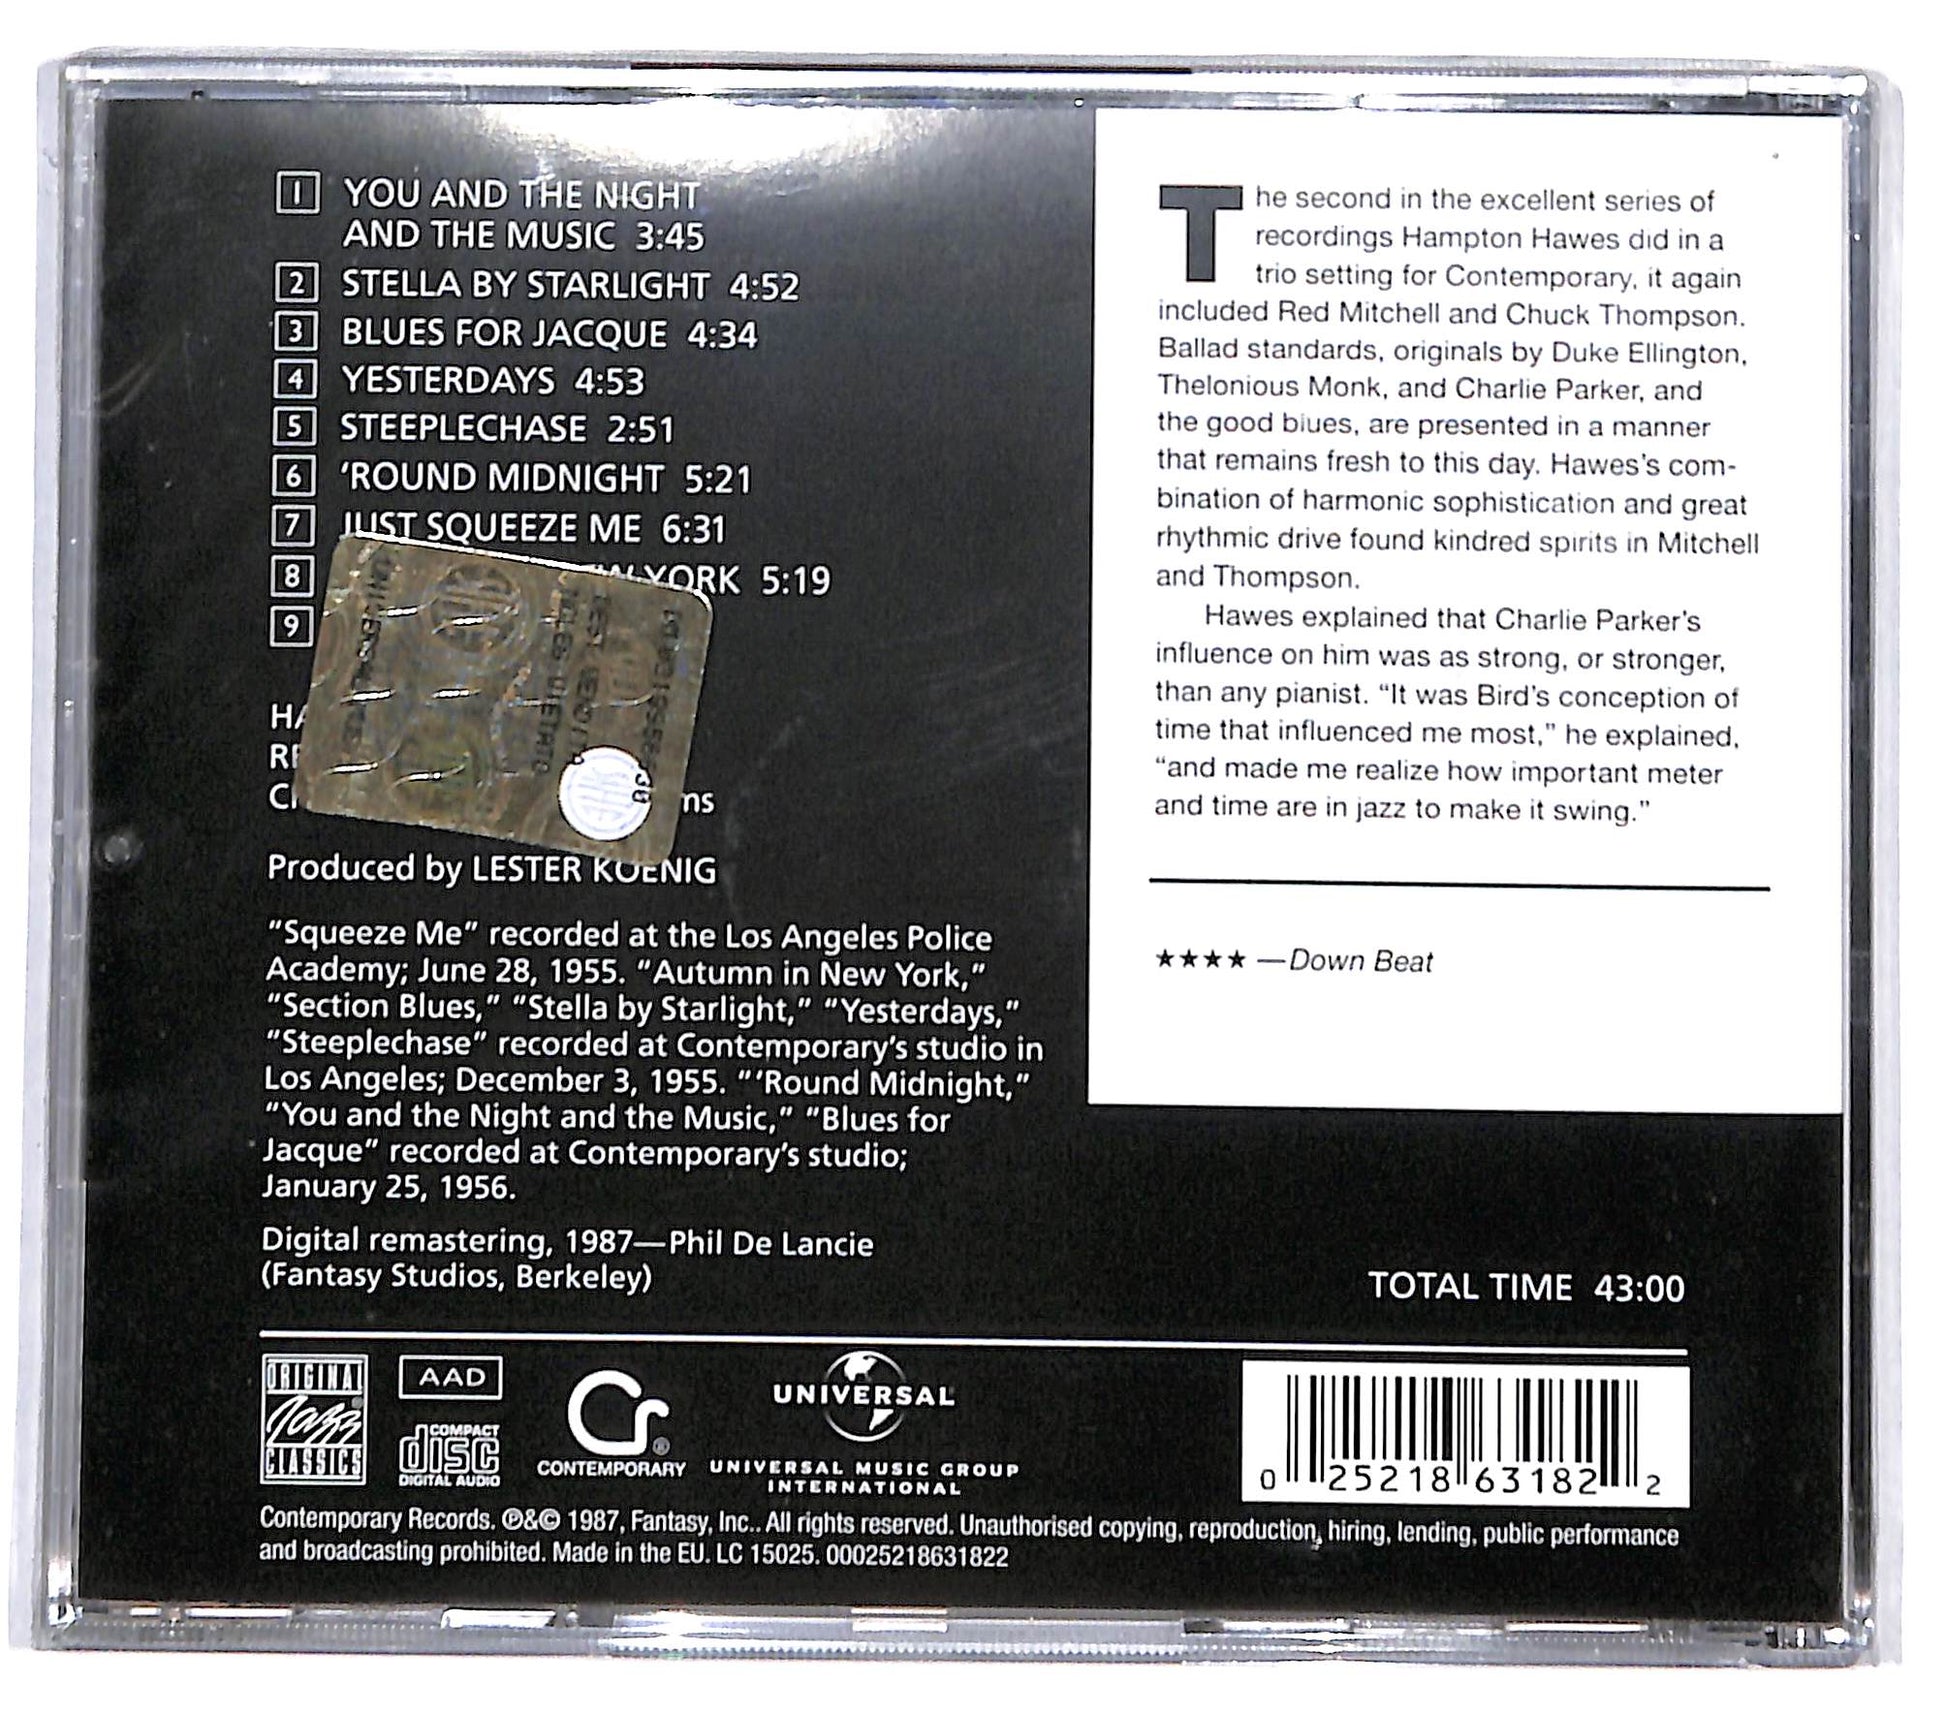 1 YOU AND THE NIGHT
AND THE MUSIC 3:45
2 STELLA BY STARLIGHT 4:52
3 BLUES FOR JACQUE 4:34
4 YESTERDAYS 4:53
5 STEEPLECHASE 2:51
6 ’ROUND MIDNIGHT 5:21
7 JUST SQUEEZE ME 6:31
8 YORK 5:19
9
Produced by LESTER KOENIG
“Squeeze Me” recorded at the Los Angeles Police
Academy; June 28, 1955. “Autumn in New York,”
“Section Blues,” “Stella by Starlight,” “Yesterdays,”
“Steeplechase” recorded at Contemporary’s studio in
Los Angeles; December 3, 1955. “’Round Midnight,”
“You and the Night and the Music,” “Blues for
Jacque” recorded at Contemporary’s studio;
January 25, 1956.
Digital remastering, 1987—Phil De Lancie
(Fantasy Studios, Berkeley)
The second in the excellent series of
recordings Hampton Hawes did in a
trio setting for Contemporary, it again
included Red Mitchell and Chuck Thompson.
Ballad standards, originals by Duke Ellington,
Thelonious Monk, and Charlie Parker, and
the good blues, are presented in a manner
that remains fresh to this day. Hawes’s com-
bination of harmonic sophistication and great
rhythmic drive found kindred spirits in Mitchell
and Thompson.
Hawes explained that Charlie Parker’s
influence on him was as strong, or stronger,
than any pianist. “It was Bird’s conception of
time that influenced me most,” he explained,
“and made me realize how important meter
and time are in jazz to make it swing.”
★★★★ —Down Beat
TOTAL TIME 43:00
ORIGINAL
Jazz
CLASSICS
AAD
COMPACT
disc
DIGITAL AUDIO
Cr®
CONTEMPORARY
UNIVERSAL
UNIVERSAL MUSIC GROUP
INTERNATIONAL
0 25218 63182 2
Contemporary Records. ℗&© 1987, Fantasy, Inc.. All rights reserved. Unauthorised copying, reproduction, hiring, lending, public performance
and broadcasting prohibited. Made in the EU. LC 15025. 00025218631822